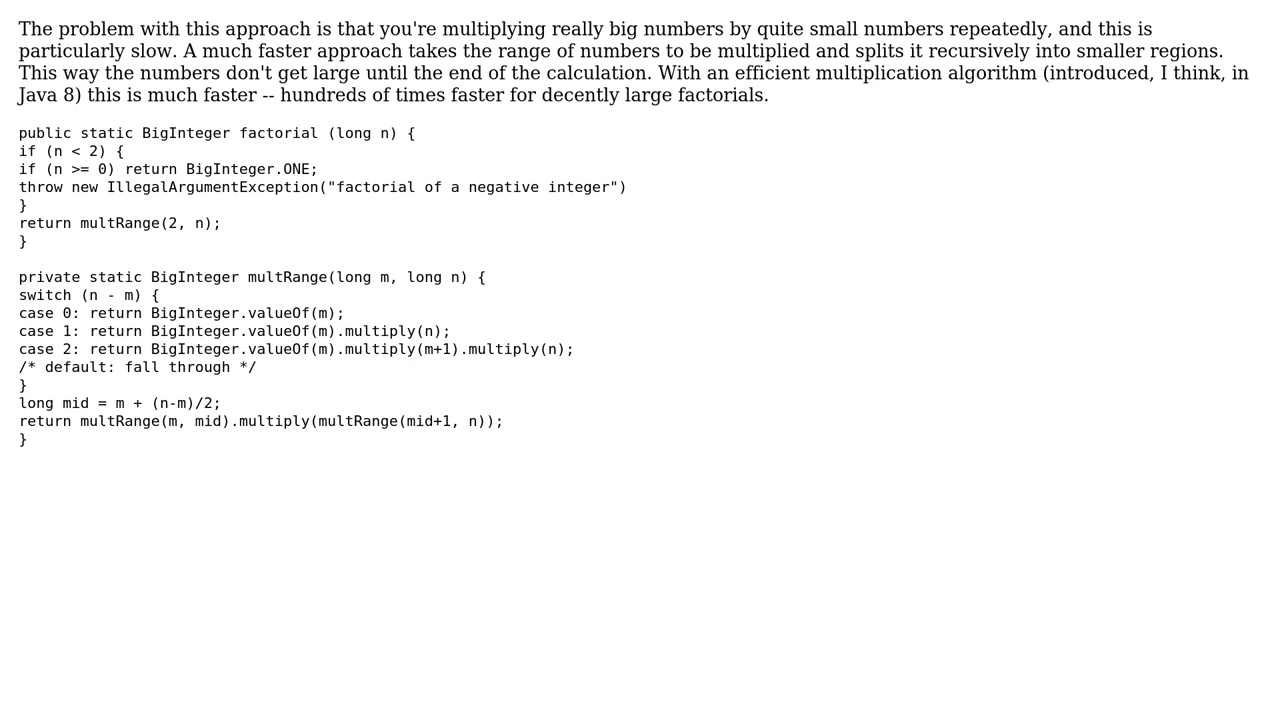 The problem with this approach is that you're multiplying really big numbers by quite small numbers repeatedly, and this is
particularly slow. A much faster approach takes the range of numbers to be multiplied and splits it recursively into smaller regions.
This way the numbers don't get large until the end of the calculation. With an efficient multiplication algorithm (introduced, I think, in
Java 8) this is much faster -- hundreds of times faster for decently large factorials.
public static BigInteger factorial (long n) {
if (n < 2) {
if (n >= 0) return BigInteger.ONE;
throw new IllegalArgumentException("factorial of a negative integer")
}
return multRange(2, n);
}
private static BigInteger multRange(long m, long n) {
switch (n - m) {
case 0: return BigInteger.valueOf(m);
case 1: return BigInteger.valueOf(m).multiply(n);
case 2: return BigInteger.valueOf(m).multiply(m+1).multiply(n);
/* default: fall through */
}
long mid = m + (n-m)/2;
return multRange(m, mid).multiply(multRange(mid+1, n));
}